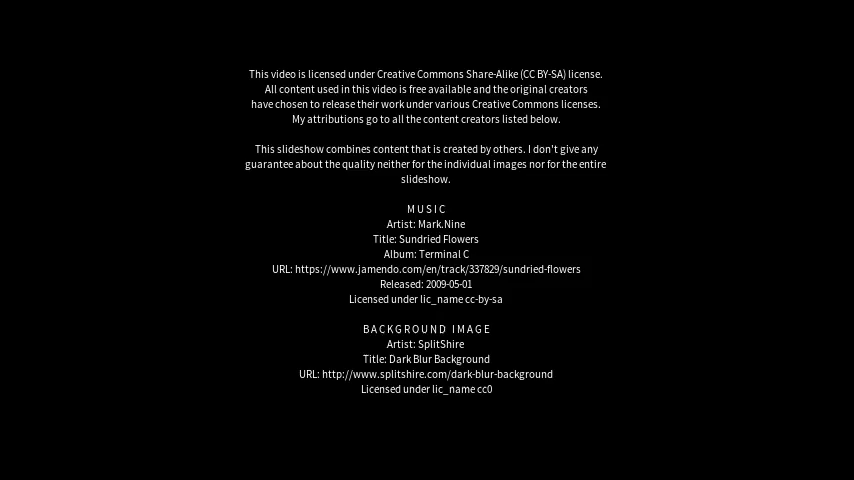 This video is licensed under Creative Commons Share-Alike (CC BY-SA) license.
All content used in this video is free available and the original creators
have chosen to release their work under various Creative Commons licenses.
My attributions go to all the content creators listed below.
This slideshow combines content that is created by others. I don't give any
guarantee about the quality neither for the individual images nor for the entire
slideshow.
MUSIC
Artist: Mark.Nine
Title: Sundried Flowers
Album: Terminal C
URL: https://www.jamendo.com/en/track/337829/sundried-flowers
Released: 2009-05-01
Licensed under lic_name cc-by-sa
BACKGROUND IMAGE
Artist: SplitShire
Title: Dark Blur Background
URL: http://www.splitshire.com/dark-blur-background
Licensed under lic_name cc0